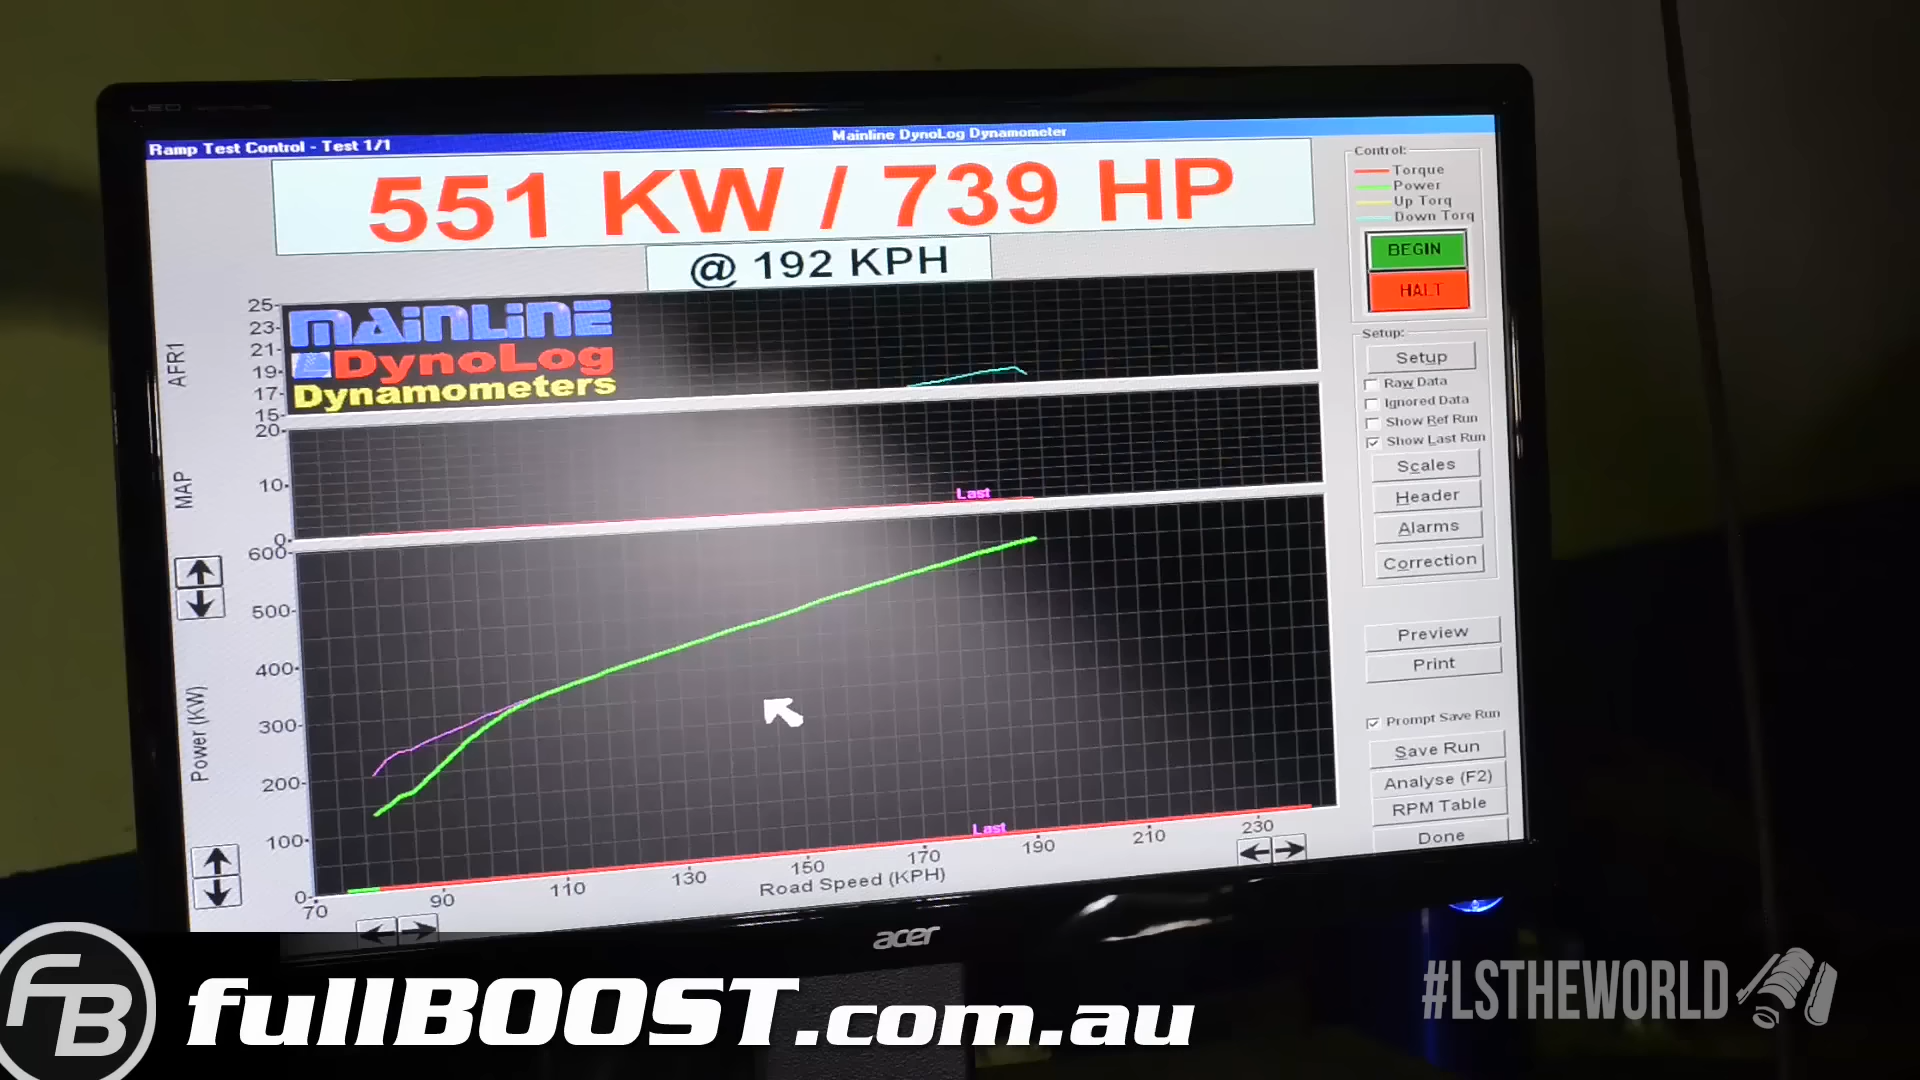 Ramp Test Control - Test 1/1
Mainline DynoLog Dynamometer
551 KW / 739 HP
@ 192 KPH
Control:
Torque
Power
Up Torq
Down Torq
BEGIN
HALT
Setup:
Setup
Raw Data
Ignored Data
Show Ref Run
Show Last Run
Scales
Header
Alarms
Correction
Preview
Print
Prompt Save Run
Save Run
Analyse (F2)
RPM Table
Done
MAINLINE
DynoLog
Dynamometers
AFR1
25
23
21
19
17
15
MAP
20
10
0
Last
Power (KW)
600
500
400
300
200
100
0
Last
70 90 110 130 150 170 190 210 230
Road Speed (KPH)
acer
FB
fullBOOST.com.au
#LSTHEWORLD